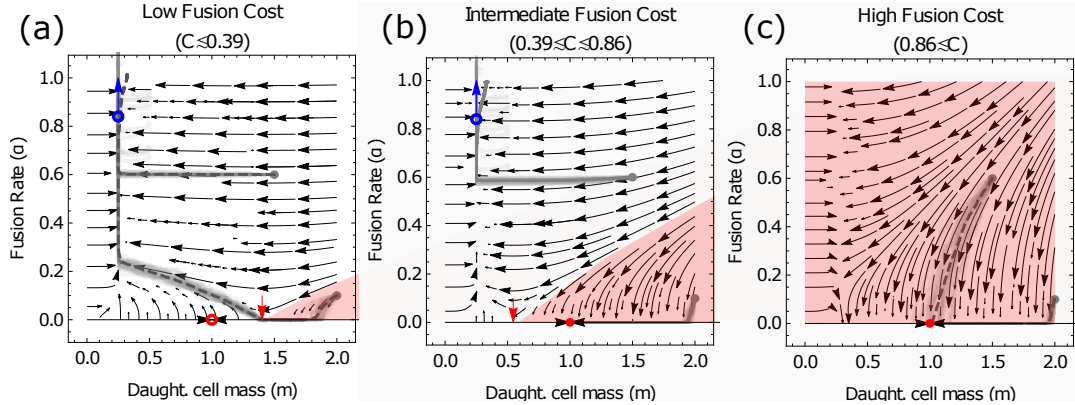 (a)
Low Fusion Cost
(C≲0.39)
Fusion Rate (α)
1.0
0.8
0.6
0.4
0.2
0.0
0.0 0.5 1.0 1.5 2.0
Daught. cell mass (m)
(b)
Intermediate Fusion Cost
(0.39≲C≲0.86)
Fusion Rate (α)
1.0
0.8
0.6
0.4
0.2
0.0
0.0 0.5 1.0 1.5 2.0
Daught. cell mass (m)
(c)
High Fusion Cost
(0.86≲C)
Fusion Rate (α)
1.0
0.8
0.6
0.4
0.2
0.0
0.0 0.5 1.0 1.5 2.0
Daught. cell mass (m)